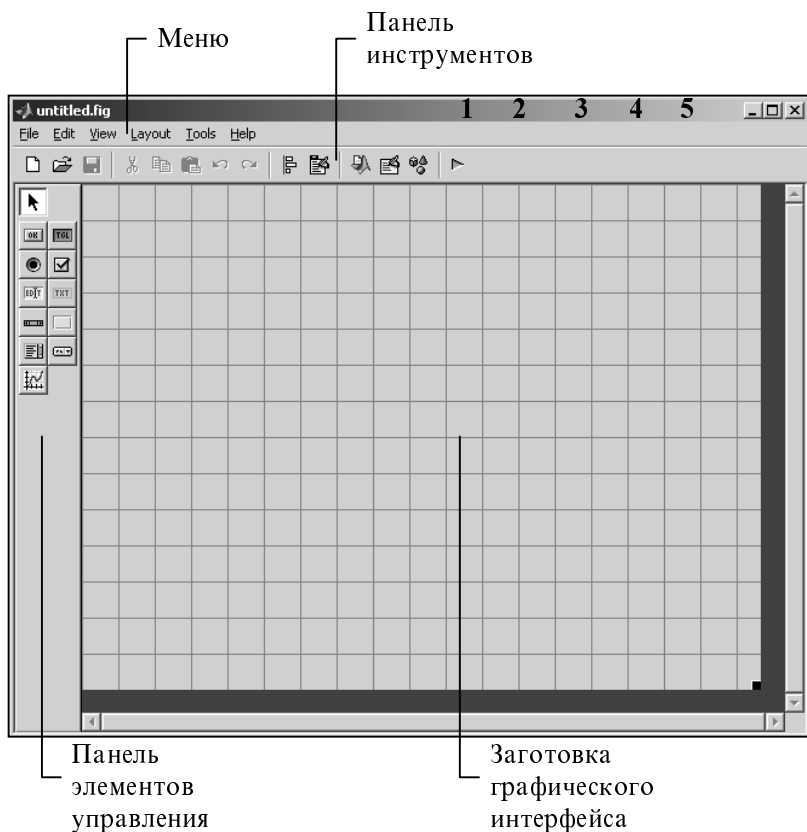 Меню
Панель
инструментов
untitled.fig
1 2 3 4 5
File Edit View Layout Tools Help
OK TGL
EDIT TXT
Панель
элементов
управления
Заготовка
графического
интерфейса